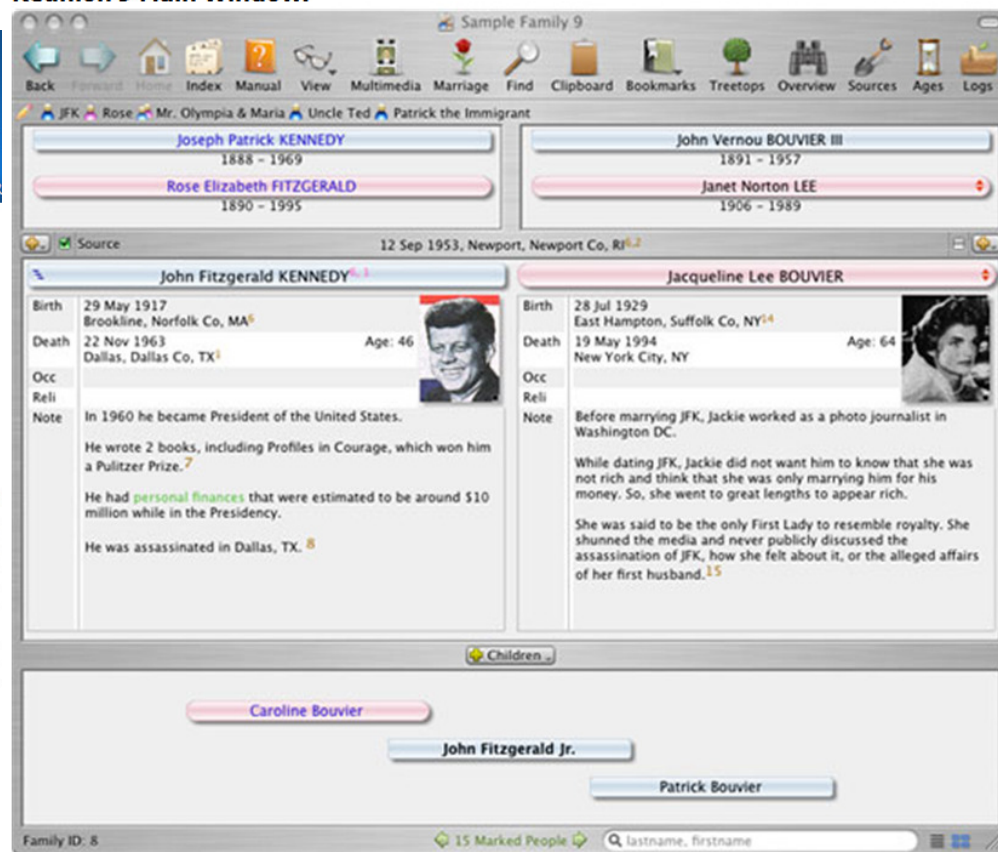 Sample Family 9
Back Forward Home Index Manual View Multimedia Marriage Find Clipboard Bookmarks Treetops Overview Sources Ages Logs
JFK Rose Mr. Olympia & Maria Uncle Ted Patrick the Immigrant
Joseph Patrick KENNEDY
1888 - 1969
Rose Elizabeth FITZGERALD
1890 - 1995
John Vernou BOUVIER III
1891 - 1957
Janet Norton LEE
1906 - 1989
Source 12 Sep 1953, Newport, Newport Co, RI6,2
John Fitzgerald KENNEDY
Birth 29 May 1917
Brookline, Norfolk Co, MA6
Death 22 Nov 1963 Age: 46
Dallas, Dallas Co, TX
Occ
Reli
Note In 1960 he became President of the United States.
He wrote 2 books, including Profiles in Courage, which won him
a Pulitzer Prize.7
He had personal finances that were estimated to be around $10
million while in the Presidency.
He was assassinated in Dallas, TX. 8
Jacqueline Lee BOUVIER
Birth 28 Jul 1929
East Hampton, Suffolk Co, NY14
Death 19 May 1994 Age: 64
New York City, NY
Occ
Reli
Note Before marrying JFK, Jackie worked as a photo journalist in
Washington DC.
While dating JFK, Jackie did not want him to know that she was
not rich and think that she was only marrying him for his
money. So, she went to great lengths to appear rich.
She was said to be the only First Lady to resemble royalty. She
shunned the media and never publicly discussed the
assassination of JFK, how she felt about it, or the alleged affairs
of her first husband.15
Children
Caroline Bouvier
John Fitzgerald Jr.
Patrick Bouvier
Family ID: 8 15 Marked People lastname, firstname